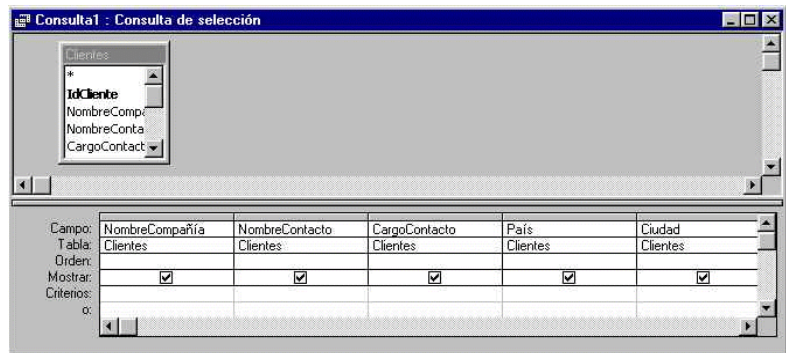 Consulta1 : Consulta de selección
Clientes
*
IdCliente
NombreCompañ
NombreConta
CargoContact
Campo: NombreCompañía NombreContacto CargoContacto País Ciudad
Tabla: Clientes Clientes Clientes Clientes Clientes
Orden:
Mostrar:
Criterios:
o: